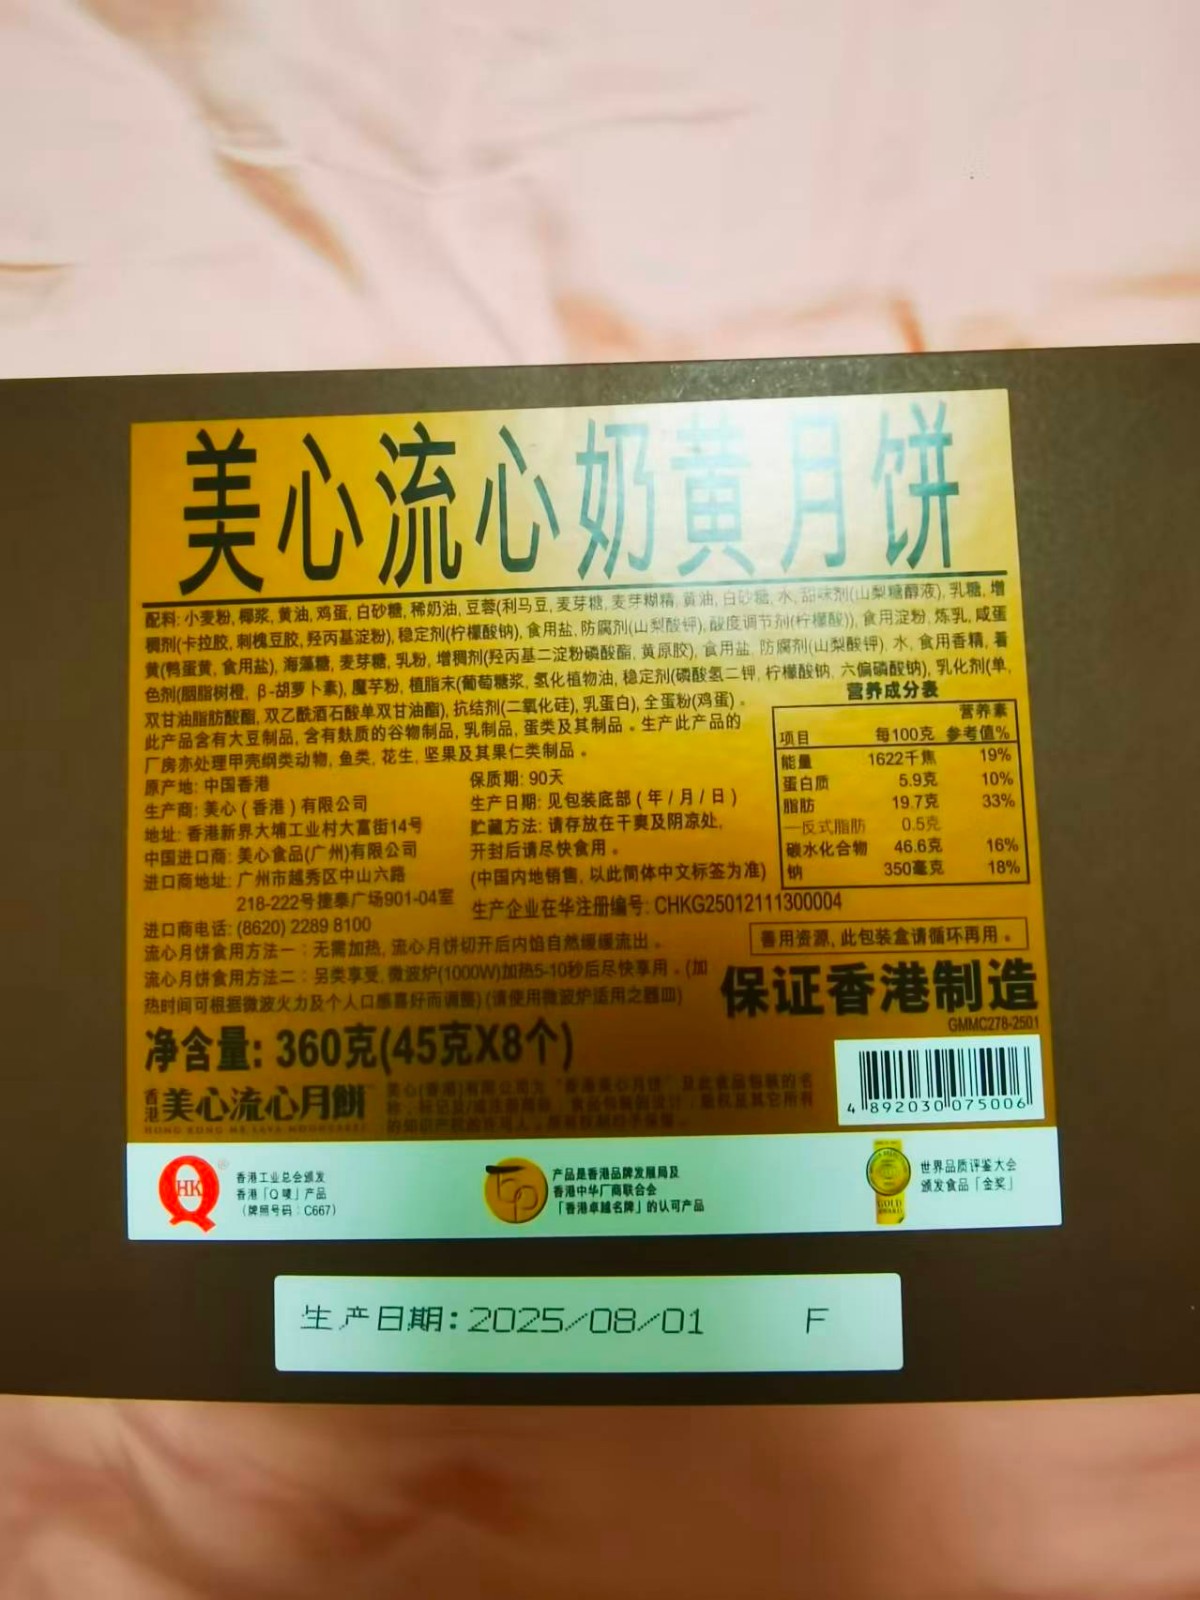 美心流心奶黄月饼
配料: 小麦粉, 椰浆, 黄油, 鸡蛋, 白砂糖, 稀奶油, 豆蓉(利马豆, 麦芽糖, 麦芽糊精, 黄油, 白砂糖, 水, 甜味剂(山梨糖醇液), 乳糖, 增
稠剂(卡拉胶, 刺槐豆胶, 羟丙基淀粉), 稳定剂(柠檬酸钠), 食用盐, 防腐剂(山梨酸钾), 酸度调节剂(柠檬酸)), 食用淀粉, 炼乳, 咸蛋
黄(鸭蛋黄, 食用盐), 海藻糖, 麦芽糖, 乳粉, 增稠剂(羟丙基二淀粉磷酸酯, 黄原胶), 食用盐, 防腐剂(山梨酸钾), 水, 食用香精, 着
色剂(胭脂树橙, β-胡萝卜素), 魔芋粉, 植脂末(葡萄糖浆, 氢化植物油, 稳定剂(磷酸氢二钾, 柠檬酸钠, 六偏磷酸钠), 乳化剂(单,
双甘油脂肪酸酯, 双乙酰酒石酸单双甘油酯), 抗结剂(二氧化硅), 乳蛋白), 全蛋粉(鸡蛋)。
此产品含有大豆制品, 含有麸质的谷物制品, 乳制品, 蛋类及其制品。生产此产品的
厂房亦处理甲壳纲类动物, 鱼类, 花生, 坚果及其果仁类制品。
营养成分表
项目 每100克 营养素参考值%
能量 1622千焦 19%
蛋白质 5.9克 10%
脂肪 19.7克 33%
—反式脂肪 0.5克
碳水化合物 46.6克 16%
钠 350毫克 18%
原产地: 中国香港
生产商: 美心(香港)有限公司
地址: 香港新界大埔工业村大富街14号
中国进口商: 美心食品(广州)有限公司
进口商地址: 广州市越秀区中山六路
218-222号捷泰广场901-04室
进口商电话: (8620) 2289 8100
保质期: 90天
生产日期: 见包装底部(年/月/日)
贮藏方法: 请存放在干爽及阴凉处,
开封后请尽快食用。
(中国内地销售, 以此简体中文标签为准)
生产企业在华注册编号: CHKG25012111300004
流心月饼食用方法一: 无需加热, 流心月饼切开后内馅自然缓缓流出。
流心月饼食用方法二: 另类享受, 微波炉(1000W)加热5-10秒后尽快享用。(加
热时间可根据微波火力及个人口感喜好而调整) (请使用微波炉适用之器皿)
善用资源, 此包装盒请循环再用。
保证香港制造
GMMC278-2501
净含量: 360克(45克X8个)
香港美心流心月餅
HONG KONG MX LAVA MOONCAKES
4 892030 075006
香港工业总会颁发
香港「Q唛」产品
(牌照号码: C667)
HK
产品是香港品牌发展局及
香港中华厂商联合会
「香港卓越名牌」的认可产品
世界品质评鉴大会
颁发食品「金奖」
GOLD
生产日期:2025/08/01 F